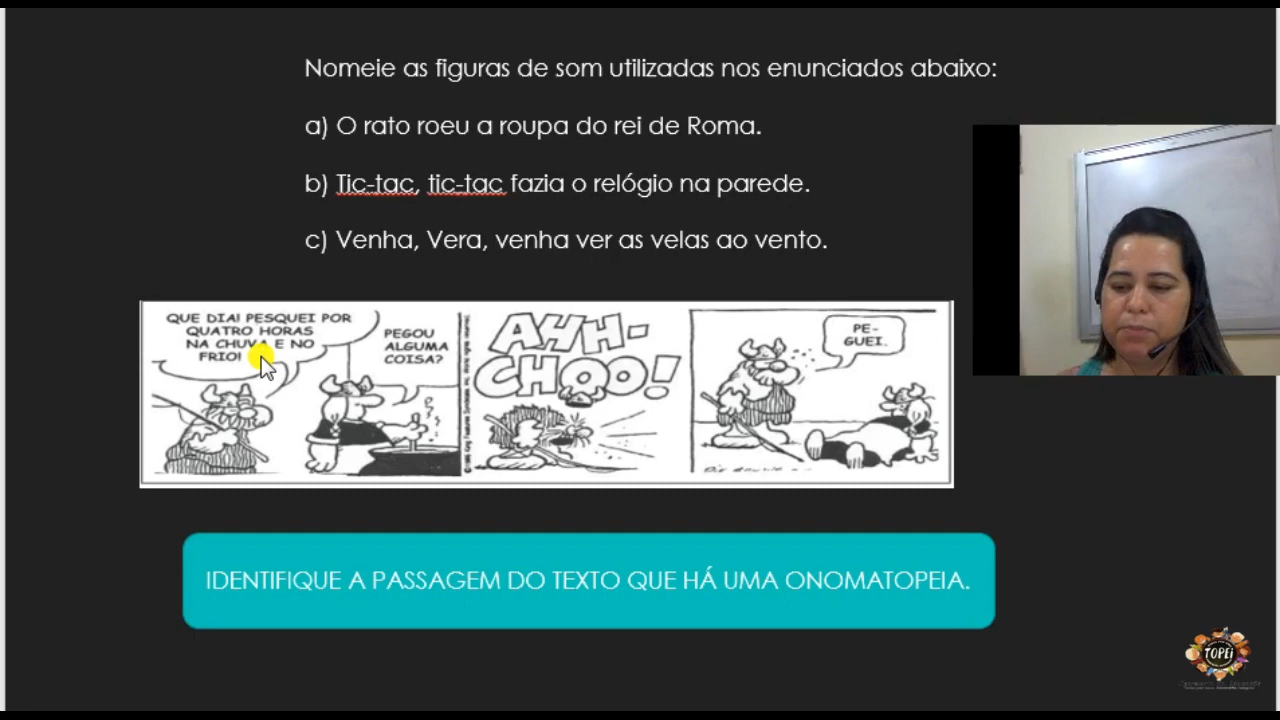 Nomeie as figuras de som utilizadas nos enunciados abaixo:
a) O rato roeu a roupa do rei de Roma.
b) Tic-tac, tic-tac fazia o relógio na parede.
c) Venha, Vera, venha ver as velas ao vento.
QUE DIA! PESQUEI POR
QUATRO HORAS
NA CHUVA E NO
FRIO!
PEGOU
ALGUMA
COISA?
AHH-
CHOO!
PE-
GUEI.
IDENTIFIQUE A PASSAGEM DO TEXTO QUE HÁ UMA ONOMATOPEIA.
TOPEI